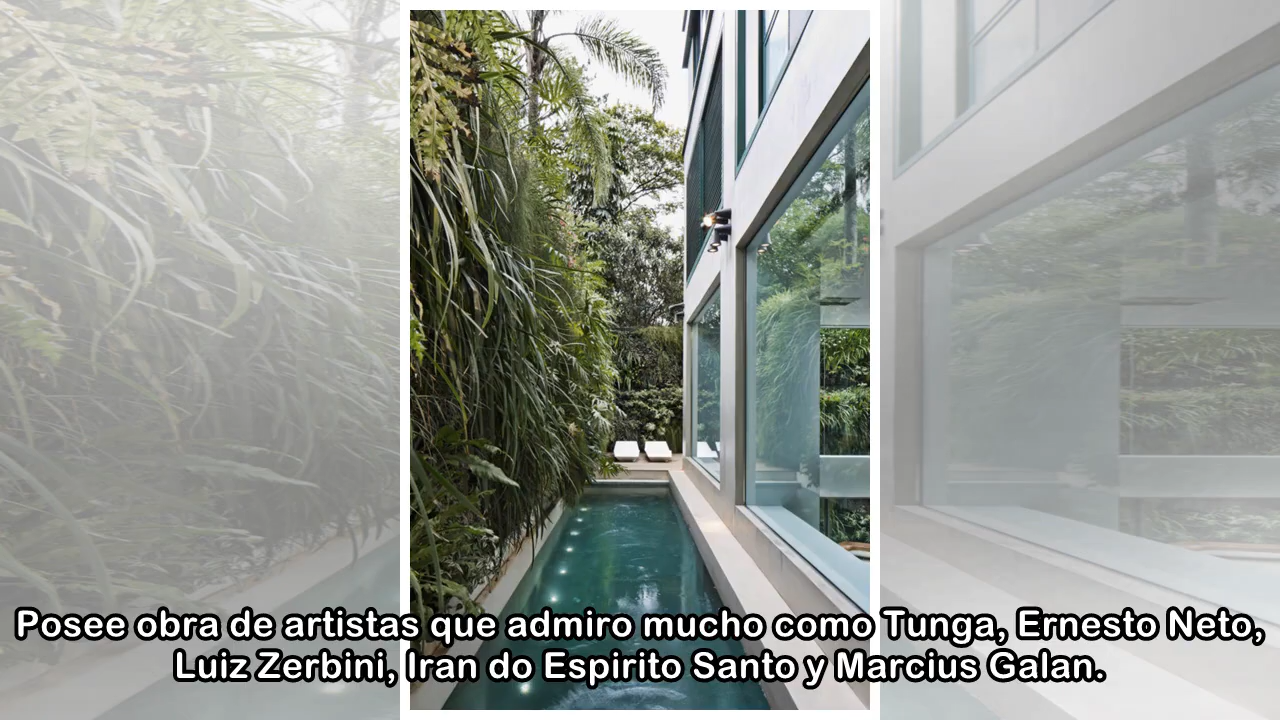 Posee obra de artistas que admiro mucho como Tunga, Ernesto Neto,
Luiz Zerbini, Iran do Espirito Santo y Marcius Galan.